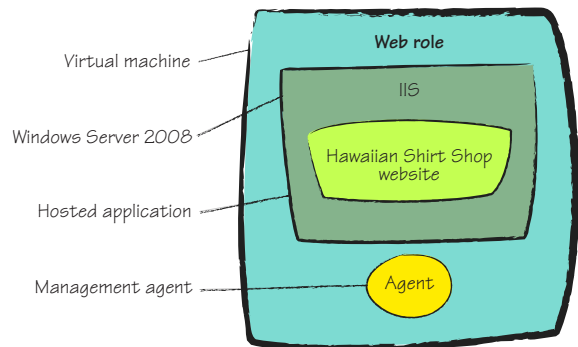 Web role
Virtual machine
IIS
Windows Server 2008
Hawaiian Shirt Shop
website
Hosted application
Management agent
Agent